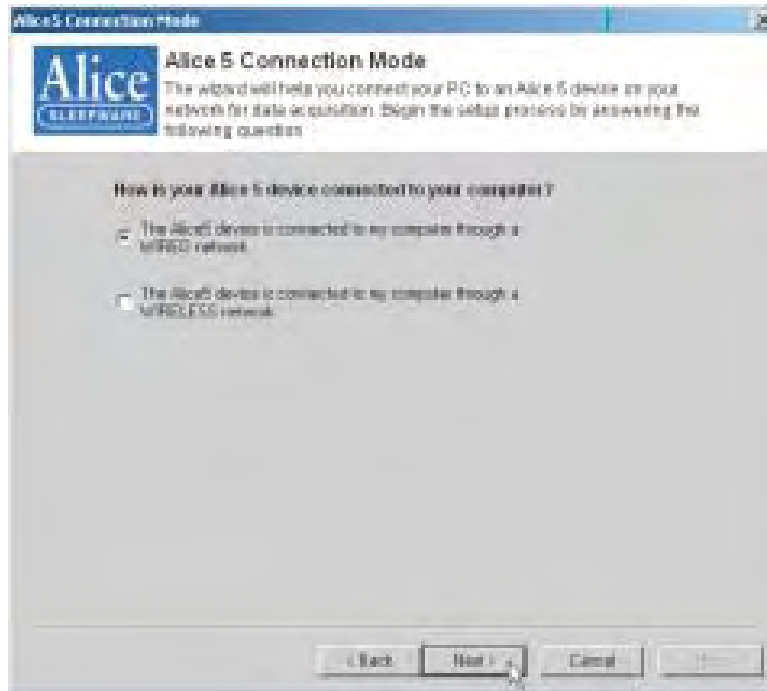 Alice5 Connection Mode
Alice
SLEEPWARE
Alice 5 Connection Mode
The wizard will help you connect your PC to an Alice 5 device on your
network for data acquisition. Begin the setup process by answering the
following question
How is your Alice 5 device connected to your computer?
The Alice5 device is connected to my computer through a
WIRED network
The Alice5 device is connected to my computer through a
WIRELESS network
< Back
Next >
Cancel